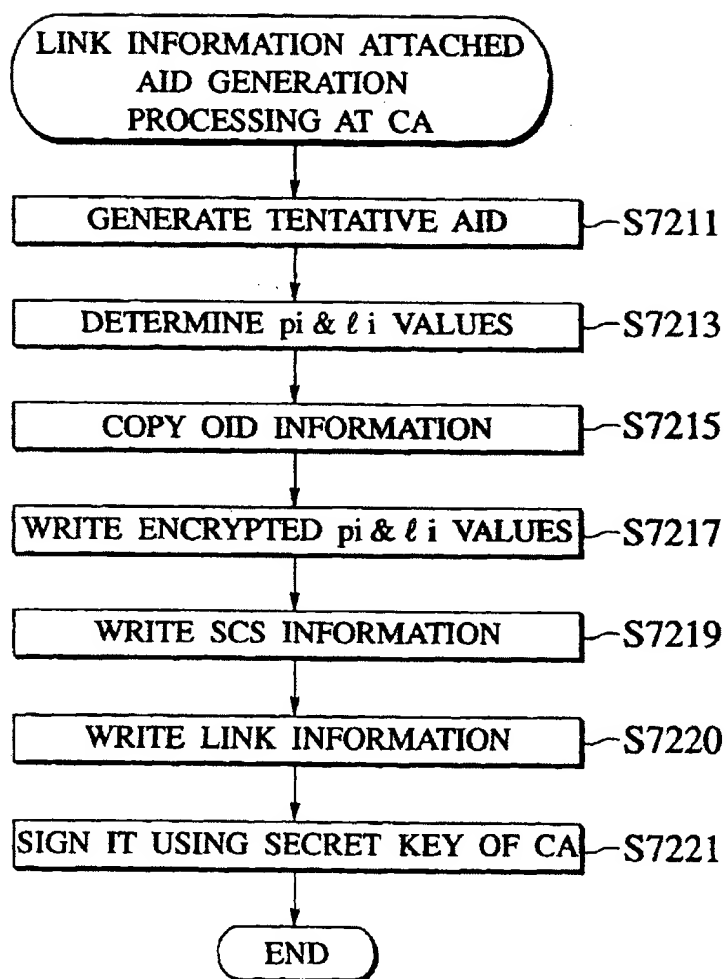 LINK INFORMATION ATTACHED
AID GENERATION
PROCESSING AT CA
GENERATE TENTATIVE AID S7211
DETERMINE pi & ℓ i VALUES S7213
COPY OID INFORMATION S7215
WRITE ENCRYPTED pi & ℓ i VALUES S7217
WRITE SCS INFORMATION S7219
WRITE LINK INFORMATION S7220
SIGN IT USING SECRET KEY OF CA S7221
END